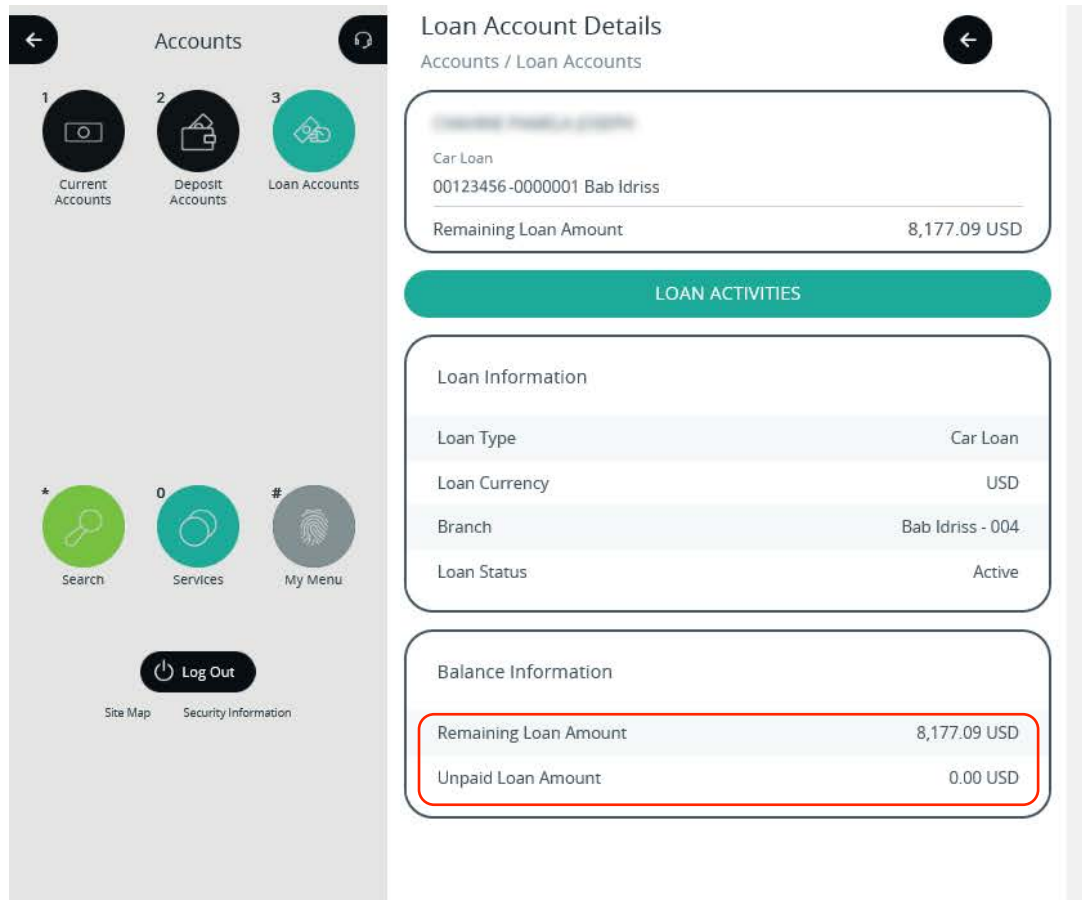 Accounts
1
2
3
Current
Accounts
Deposit
Accounts
Loan Accounts
*
0
#
Search
Services
My Menu
Log Out
Site Map
Security Information
Loan Account Details
Accounts / Loan Accounts
Car Loan
00123456-0000001 Bab Idriss
Remaining Loan Amount 8,177.09 USD
LOAN ACTIVITIES
Loan Information
Loan Type Car Loan
Loan Currency USD
Branch Bab Idriss - 004
Loan Status Active
Balance Information
Remaining Loan Amount 8,177.09 USD
Unpaid Loan Amount 0.00 USD